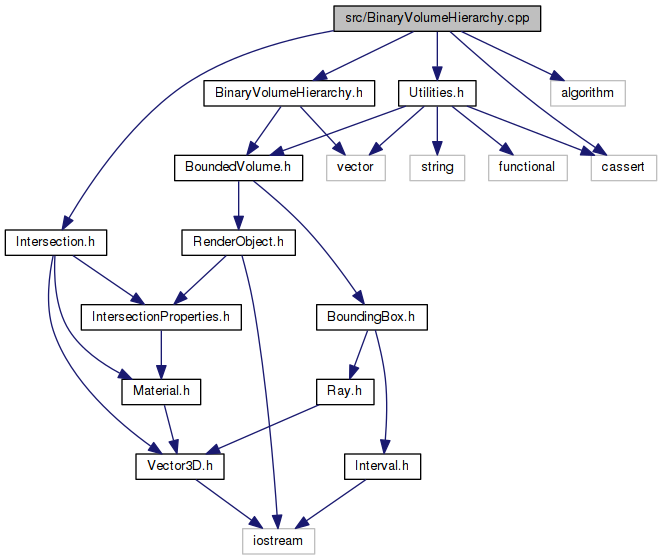 src/BinaryVolumeHierarchy.cpp
BinaryVolumeHierarchy.h
Utilities.h
algorithm
BoundedVolume.h
vector
string
functional
cassert
Intersection.h
RenderObject.h
IntersectionProperties.h
BoundingBox.h
Material.h
Ray.h
Vector3D.h
Interval.h
iostream